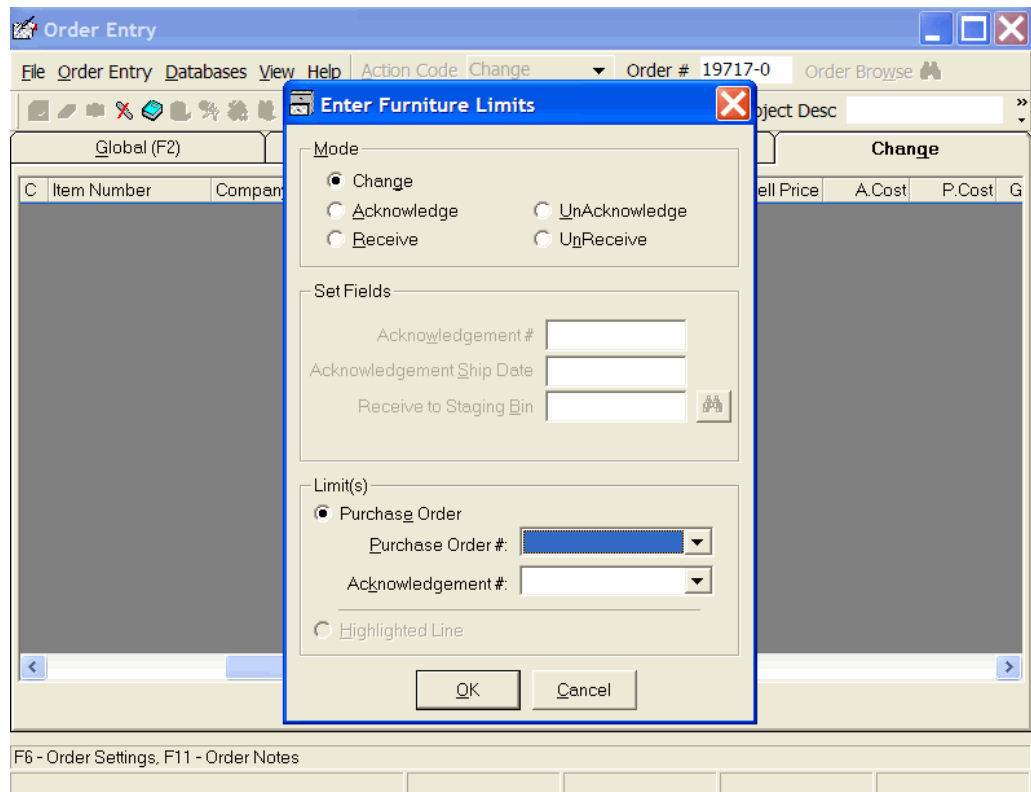 Order Entry
File Order Entry Databases View Help Action Code Change Order # 19717-0 Order Browse
Desc
Global (F2) Change
C Item Number Price A.Cost P.Cost G
Enter Furniture Limits
Mode
Change
Acknowledge UnAcknowledge
Receive UnReceive
Set Fields
Acknowledgement #
Acknowledgement Ship Date
Receive to Staging Bin
Limit(s)
Purchase Order
Purchase Order #:
Acknowledgement #:
Highlighted Line
OK Cancel
F6 - Order Settings, F11 - Order Notes